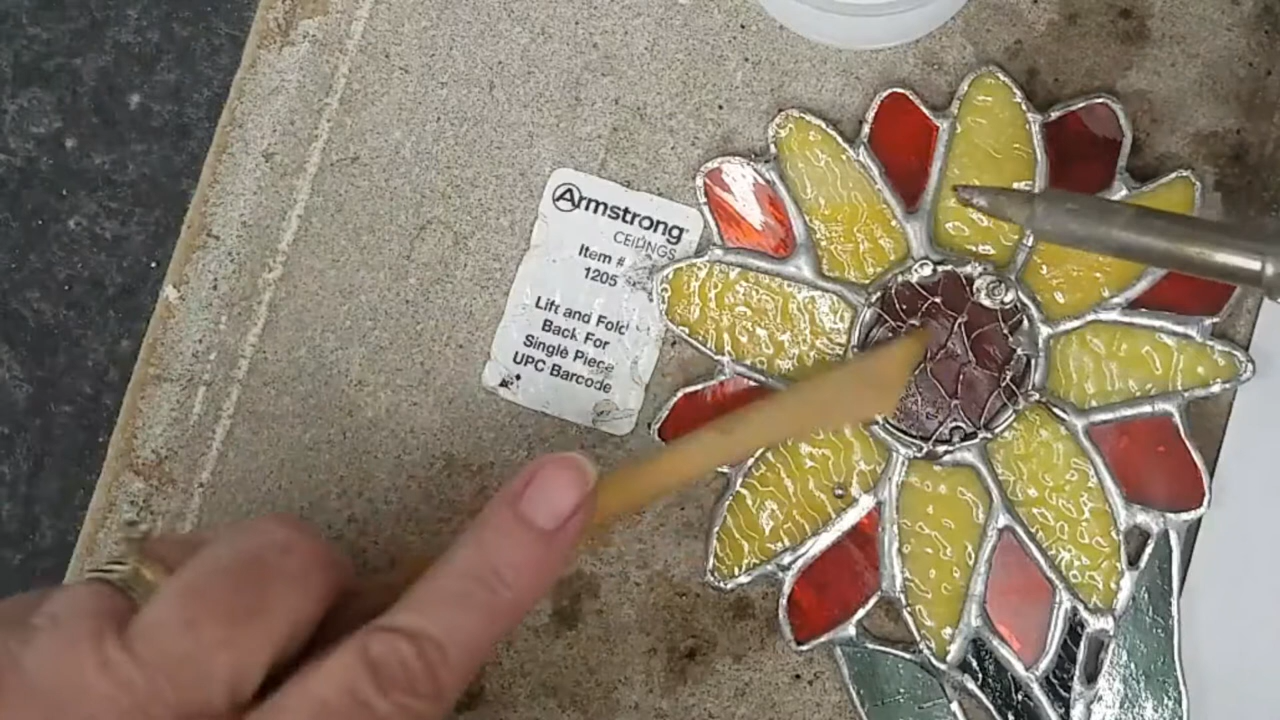 Armstrong®
CEILINGS
Item #
1205
Lift and Fold
Back For
Single Piece
UPC Barcode